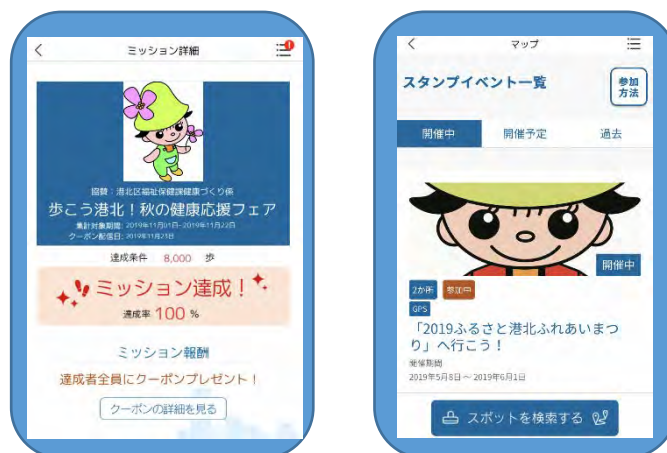 ミッション詳細
協賛：港北区福祉保健課健康づくり係
歩こう港北！秋の健康応援フェア
集計対象期間: 2019年11月01日~2019年11月22日
クーポン配信日: 2019年11月23日
達成条件 8,000 歩
ミッション達成！
達成率 100 %
ミッション報酬
達成者全員にクーポンプレゼント！
クーポンの詳細を見る
マップ
スタンプイベント一覧
参加
方法
開催中
開催予定
過去
開催中
2か所
参加中
GPS
「2019ふるさと港北ふれあいまつ
り」へ行こう！
開催期間
2019年5月8日～2019年6月1日
スポットを検索する